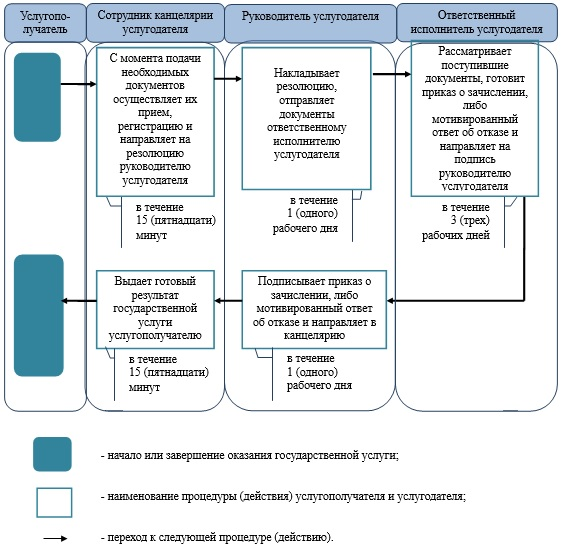 Услугопо-
лучатель
Сотрудник канцелярии
услугодателя
Руководитель услугодателя
Ответственный
исполнитель услугодателя
С момента подачи
необходимых
документов
осуществляет их
прием,
регистрацию и
направляет на
резолюцию
руководителю
услугодателя
в течение
15 (пятнадцати)
минут
Накладывает
резолюцию,
отправляет
документы
ответственному
исполнителю
услугодателя
в течение
1 (одного)
рабочего дня
Рассматривает
поступившие
документы, готовит
приказ о зачислении,
либо
мотивированный
ответ об отказе и
направляет на
подпись
руководителю
услугодателя
в течение
3 (трех)
рабочих дней
Подписывает приказ о
зачислении, либо
мотивированный ответ
об отказе и направляет в
канцелярию
в течение
1 (одного)
рабочего дня
Выдает готовый
результат
государственной
услуги
услугополучателю
в течение
15 (пятнадцати)
минут
- начало или завершение оказания государственной услуги;
- наименование процедуры (действия) услугополучателя и услугодателя;
- переход к следующей процедуре (действию).